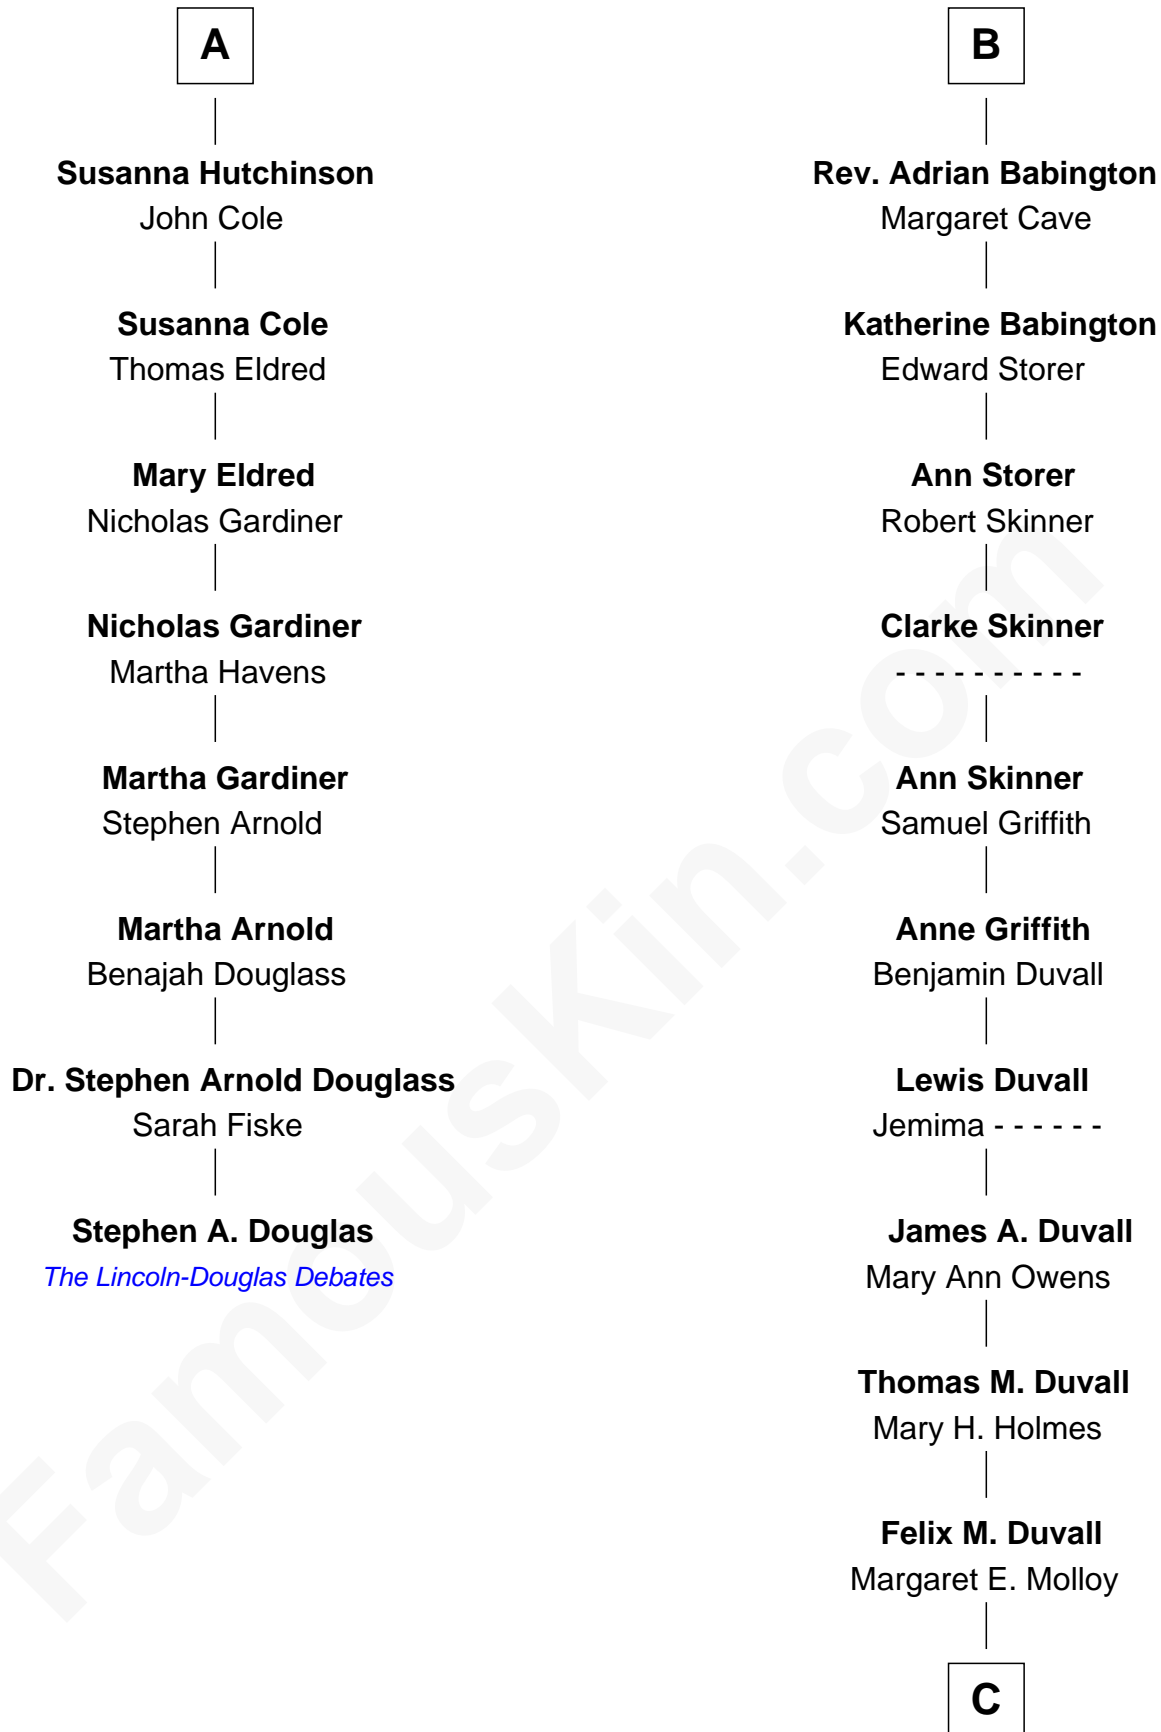 A
Susanna Hutchinson
John Cole
Susanna Cole
Thomas Eldred
Mary Eldred
Nicholas Gardiner
Nicholas Gardiner
Martha Havens
Martha Gardiner
Stephen Arnold
Martha Arnold
Benajah Douglass
Dr. Stephen Arnold Douglass
Sarah Fiske
Stephen A. Douglas
The Lincoln-Douglas Debates
B
Rev. Adrian Babington
Margaret Cave
Katherine Babington
Edward Storer
Ann Storer
Robert Skinner
Clarke Skinner
- - - - - - - - - -
Ann Skinner
Samuel Griffith
Anne Griffith
Benjamin Duvall
Lewis Duvall
Jemima - - - - - -
James A. Duvall
Mary Ann Owens
Thomas M. Duvall
Mary H. Holmes
Felix M. Duvall
Margaret E. Molloy
C
FamousKin.com